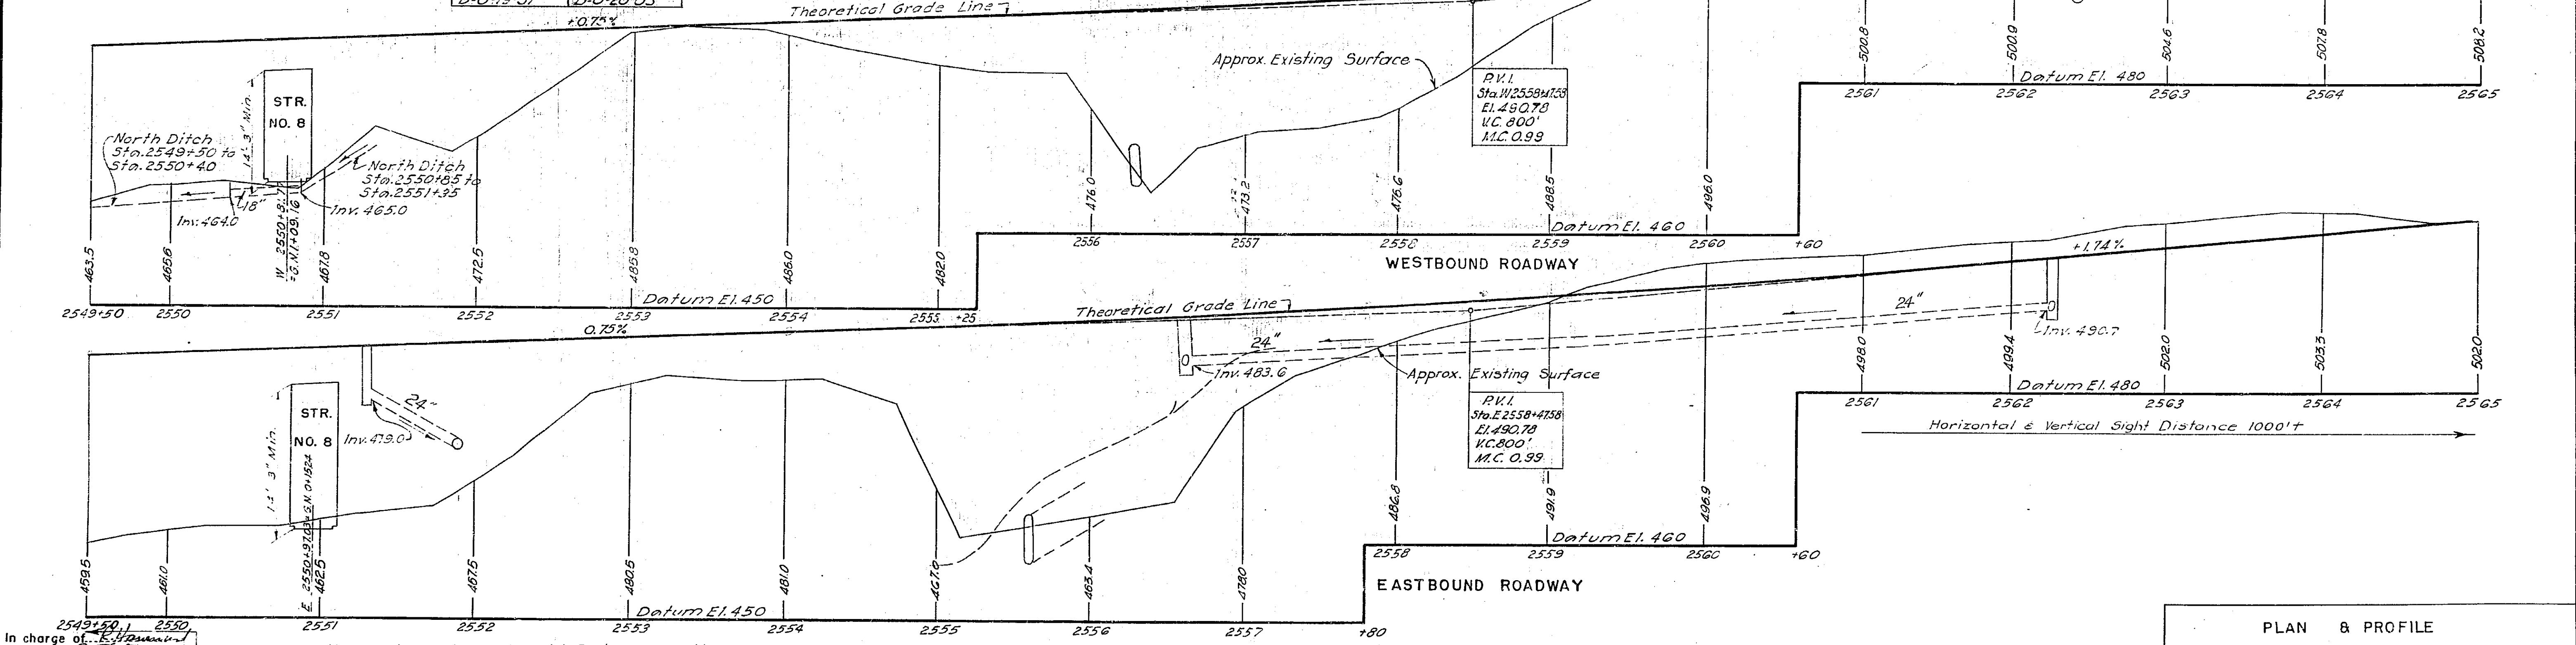 +0.75%
Theoretical Grade Line
Approx. Existing Surface
P.V.I.
Sta. W 2558+47.58
El. 490.78
V.C. 800'
M.C. 0.99
500.8
500.9
504.6
507.8
508.2
Datum El. 480
2561
2562
2563
2564
2565
North Ditch
Sta. 2549+50 to
Sta. 2550+40
14' 3" Min.
STR.
NO. 8
North Ditch
Sta. 2550+85 to
Sta. 2551+35
Inv. 464.0
18"
Inv. 465.0
463.5
465.6
467.8
472.5
485.8
486.0
482.0
476.0
473.2
475.6
488.5
496.0
Datum El. 450
2549+50
2550
2551
2552
2553
2554
2555
+25
Datum El. 460
2556
2557
2558
2559
2560
+60
WESTBOUND ROADWAY
0.75%
Theoretical Grade Line
+1.74%
24"
Inv. 490.7
24"
Inv. 483.6
Approx. Existing Surface
24"
Inv. 479.0
14' 3" Min.
STR.
NO. 8
P.V.I.
Sta. E 2558+47.58
El. 490.78
V.C. 800'
M.C. 0.99
459.5
461.0
462.5
467.5
480.5
481.0
467.0
463.4
478.0
486.8
491.9
496.9
498.0
499.4
502.0
503.3
502.0
Datum El. 480
2561
2562
2563
2564
2565
Horizontal & Vertical Sight Distance 1000'+
Datum El. 460
2558
2559
2560
+60
EASTBOUND ROADWAY
Datum El. 450
2549+50
2550
2551
2552
2553
2554
2555
2556
2557
+80
In charge of
PLAN & PROFILE